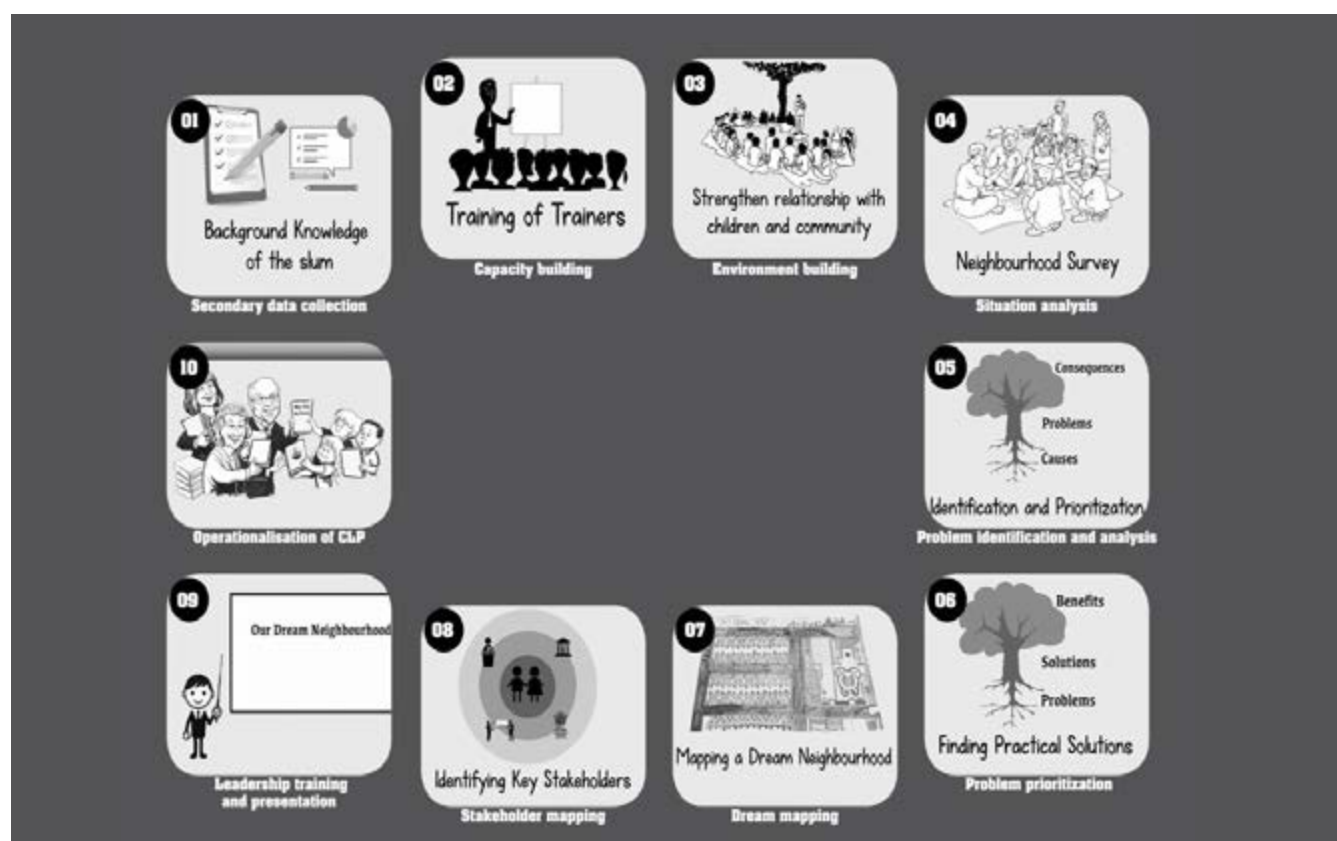 01
Background Knowledge
of the slum
Secondary data collection
02
Training of Trainers
Capacity building
03
Strengthen relationship with
children and community
Environment building
04
Neighbourhood Survey
Situation analysis
05
Consequences
Problems
Causes
Identification and Prioritization
Problem identification and analysis
06
Benefits
Solutions
Problems
Finding Practical Solutions
Problem prioritization
07
Mapping a Dream Neighbourhood
Dream mapping
08
Identifying Key Stakeholders
Stakeholder mapping
09
Our Dream Neighbourhood
Leadership training
and presentation
10
Operationalisation of CLP